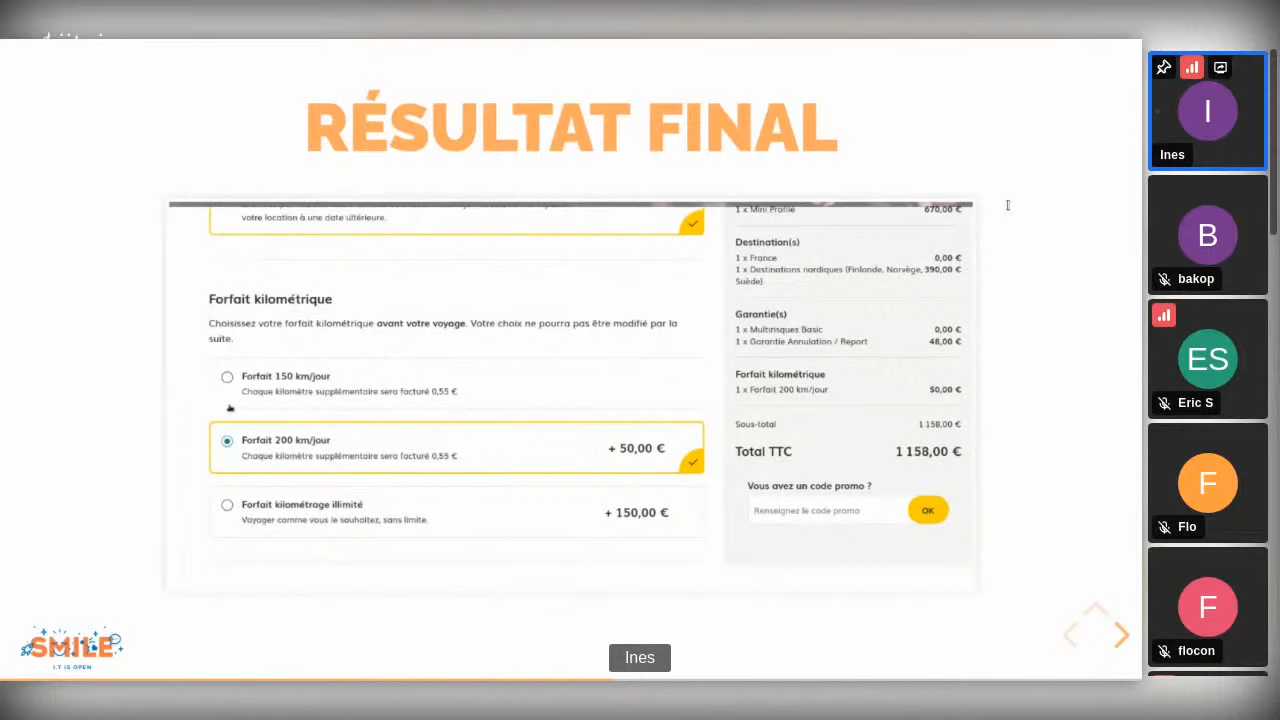 RÉSULTAT FINAL
votre location à une date ultérieure.
Forfait kilométrique
Choisissez votre forfait kilométrique avant votre voyage. Votre choix ne pourra pas être modifié par la
suite.
Forfait 150 km/jour
Chaque kilomètre supplémentaire sera facturé 0,55 €
Forfait 200 km/jour
Chaque kilomètre supplémentaire sera facturé 0,55 €
+ 50,00 €
Forfait kilométrage illimité
Voyager comme vous le souhaitez, sans limite.
+ 150,00 €
1 x Mini Profilé 670,00 €
Destination(s)
1 x France 0,00 €
1 x Destinations nordiques (Finlande, Norvège, 390,00 €
Suède)
Garantie(s)
1 x Multirisques Basic 0,00 €
1 x Garantie Annulation / Report 48,00 €
Forfait kilométrique
1 x Forfait 200 km/jour 50,00 €
Sous-total 1 158,00 €
Total TTC 1 158,00 €
Vous avez un code promo ?
Renseignez le code promo OK
SMILE
I.T IS OPEN
Ines
I
Ines
B
bakop
ES
Eric S
F
Flo
F
flocon